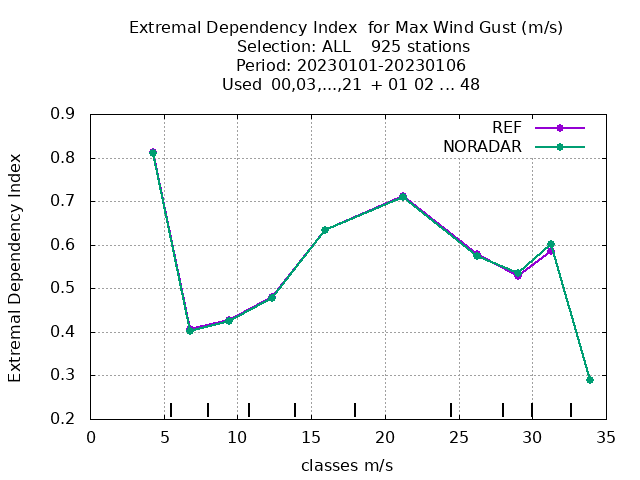 Extremal Dependency Index  for Max Wind Gust (m/s)
Selection: ALL    925 stations
Period: 20230101-20230106
Used  00,03,...,21  + 01 02 ... 48
REF
NORADAR
Extremal Dependency Index
0.9
0.8
0.7
0.6
0.5
0.4
0.3
0.2
0 5 10 15 20 25 30 35
classes m/s